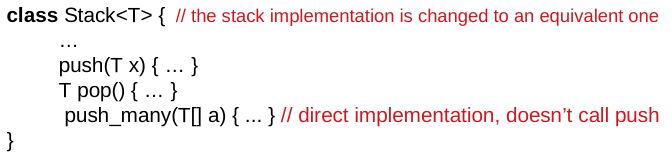 class Stack<T> { // the stack implementation is changed to an equivalent one
…
push(T x) { … }
T pop() { … }
push_many(T[] a) { ... } // direct implementation, doesn’t call push
}